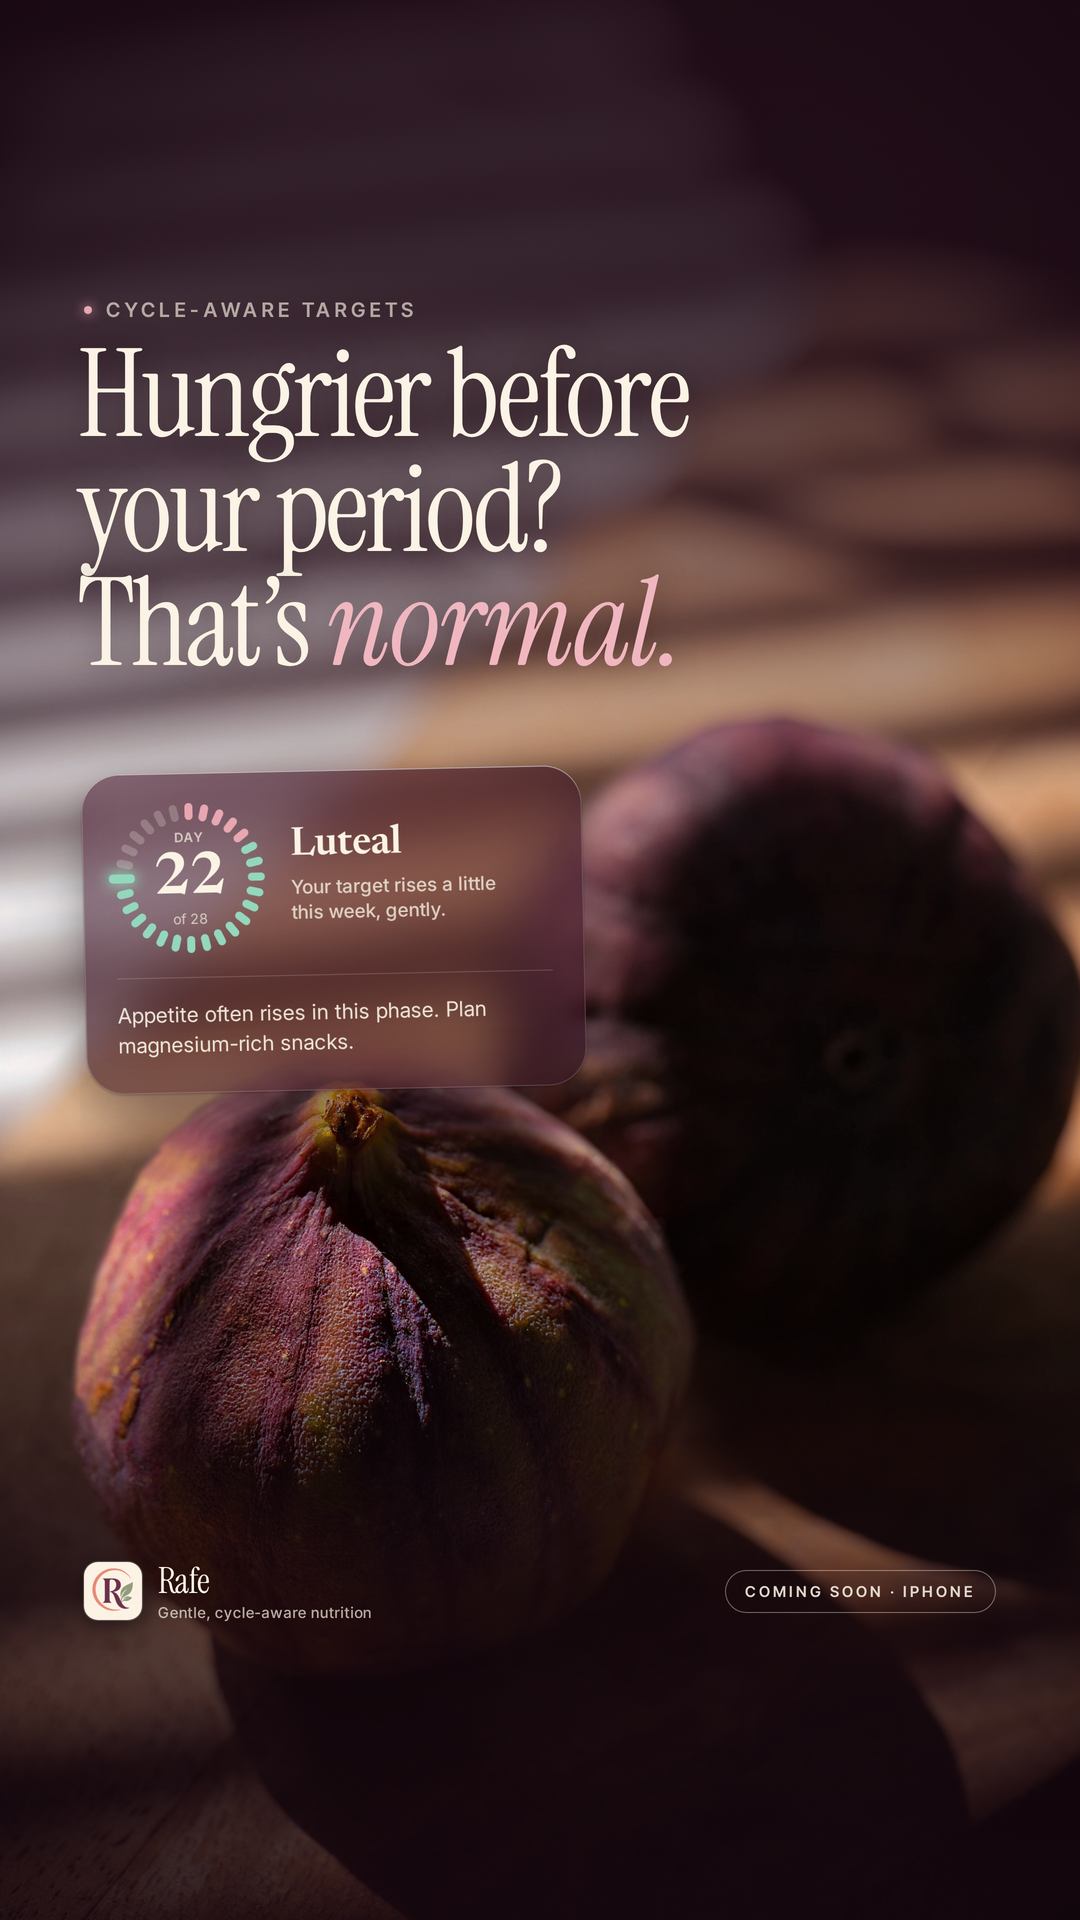 CYCLE-AWARE TARGETS
Hungrier before
your period?
That's normal.
DAY
22
of 28
Luteal
Your target rises a little
this week, gently.
Appetite often rises in this phase. Plan
magnesium-rich snacks.
R
Rafe
Gentle, cycle-aware nutrition
COMING SOON · IPHONE